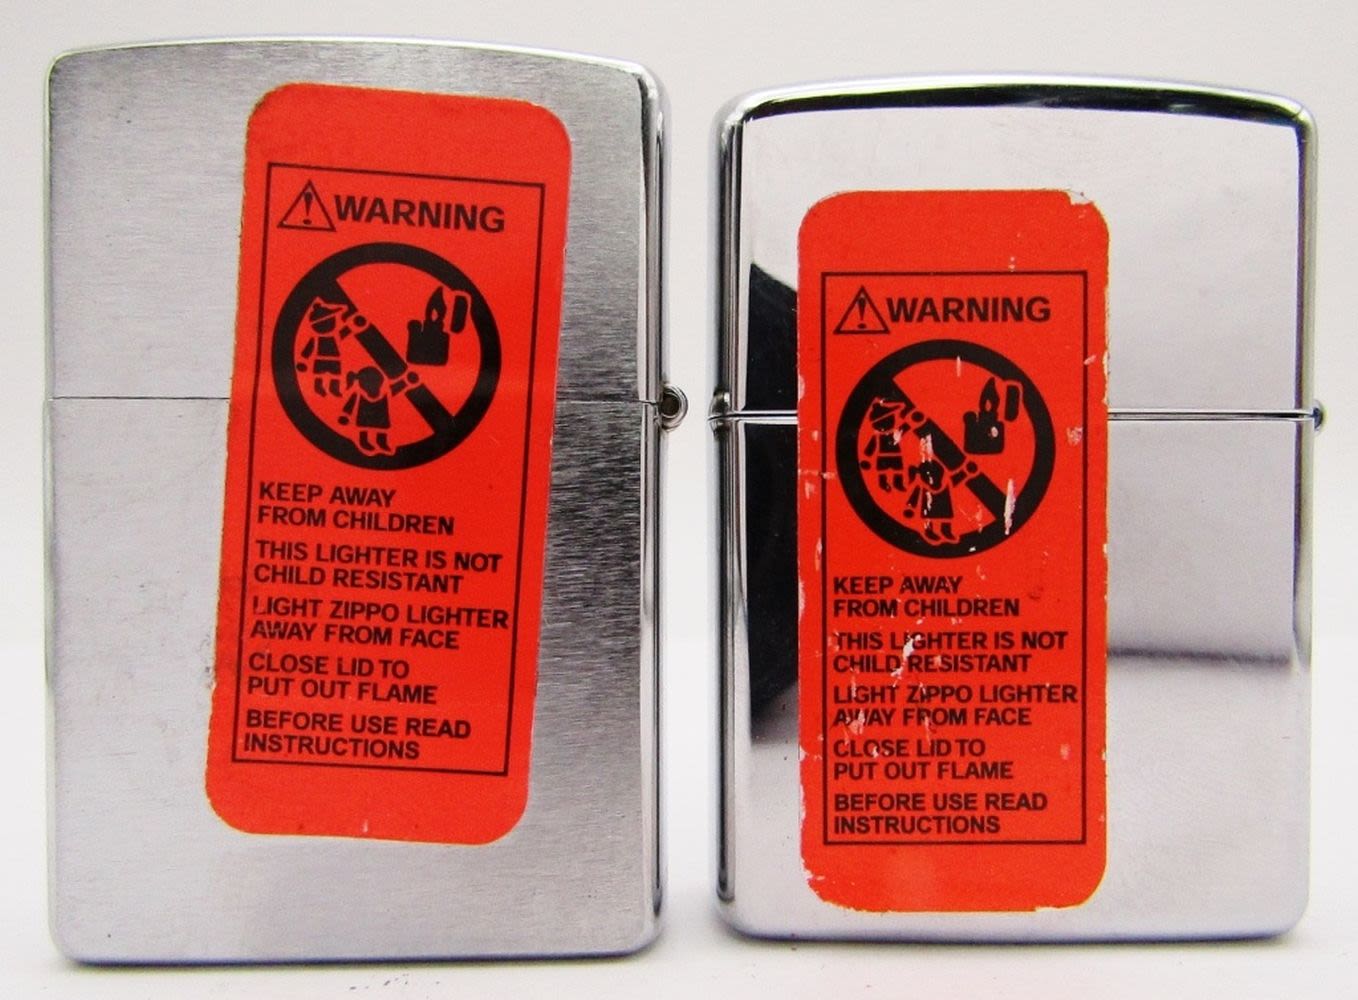 WARNING
KEEP AWAY
FROM CHILDREN
THIS LIGHTER IS NOT
CHILD RESISTANT
LIGHT ZIPPO LIGHTER
AWAY FROM FACE
CLOSE LID TO
PUT OUT FLAME
BEFORE USE READ
INSTRUCTIONS
WARNING
KEEP AWAY
FROM CHILDREN
THIS LIGHTER IS NOT
CHILD RESISTANT
LIGHT ZIPPO LIGHTER
AWAY FROM FACE
CLOSE LID TO
PUT OUT FLAME
BEFORE USE READ
INSTRUCTIONS